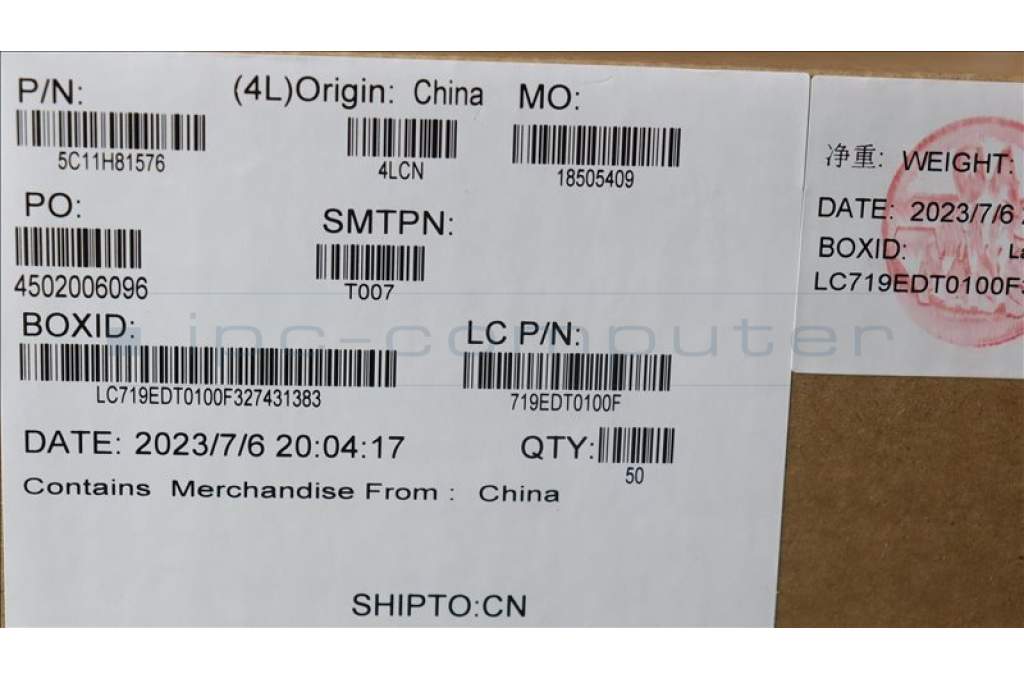 P/N:
5C11H81576
(4L)Origin: China
4LCN
MO:
18505409
PO:
4502006096
SMTPN:
T007
BOXID:
LC719EDT0100F327431383
LC P/N:
719EDT0100F
DATE: 2023/7/6 20:04:17
QTY:
50
Contains Merchandise From : China
SHIPTO:CN
净重: WEIGHT:
DATE: 2023/7/6
BOXID:
LC719EDT0100F
ipc-computer